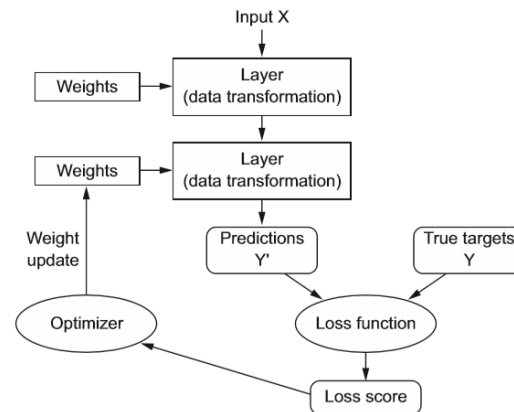 Input X
Weights
Layer
(data transformation)
Weights
Layer
(data transformation)
Weight
update
Predictions
Y'
True targets
Y
Optimizer
Loss function
Loss score